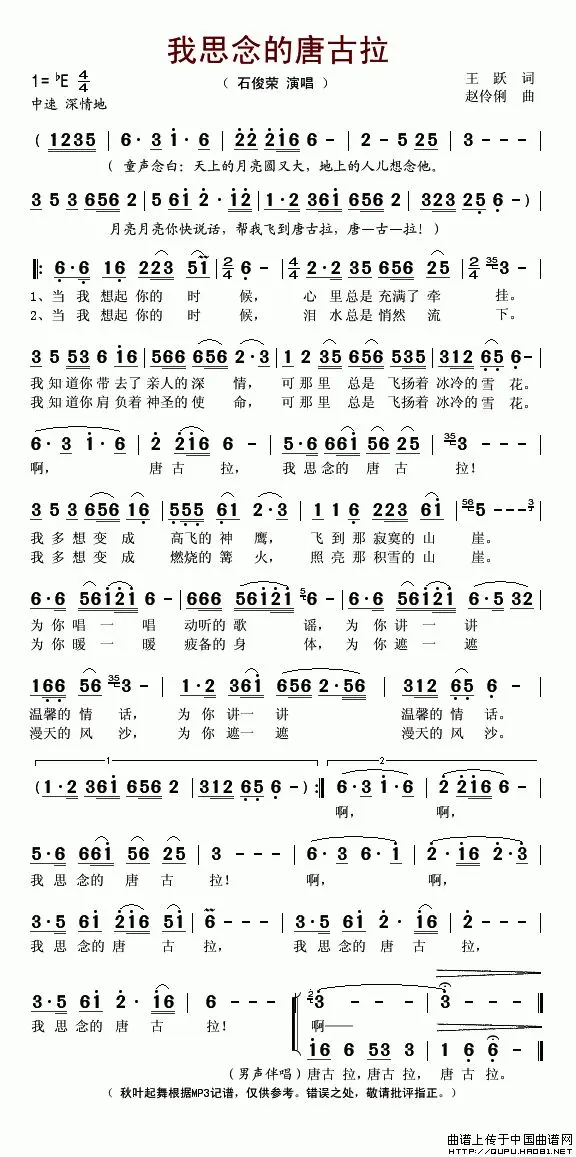 我思念的唐古拉
1=♭E 4/4
（ 石俊荣 演唱 ）
王 跃 词
中速 深情地
赵伶俐 曲
( 1235 | 6·3 i·6 | 2 2 2i6 6 - | 2 - 5 25 | 3 - - - |
（ 童声念白：天上的月亮圆又大，地上的人儿想念他。
3 5 3 656 2 | 5 6i 2· i2 | i·2 36i 656 2 | 323 25 6 - ) |
月亮月亮你快说话，帮我飞到唐古拉，唐—古—拉！）
‖: 6·6 16 223 5i | 2/4 6 - | 4/4 2·2 35 656 25 | 3 - - |
1、当我 想起 你的 时 候， 心 里总是 充满了 牵 挂。
2、当我 想起 你的 时 候， 泪 水总是 悄然 流 下。
3 5 53 6 i6 | 566 656 2·3 | 1 2 35 656 535 | 312 65 6 - |
我 知 道你 带 去了 亲人的 深 情， 可 那里 总是 飞扬着 冰冷的 雪 花。
我 知 道你 肩 负着 神圣的 使 命， 可 那里 总是 飞扬着 冰冷的 雪 花。
6·3 i·6 | 2 2i6 6 - | 5·6 66i 56 25 | 3 - - - |
啊， 唐 古 拉， 我 思 念的 唐 古 拉！
3 5 3 656 16 | 555 61 2·3 | 1 1 6 223 6i | 5 - - - 3 |
我 多 想 变 成 高飞的 神 鹰， 飞 到 那 寂寞的 山 崖。
我 多 想 变 成 燃烧的 篝 火， 照 亮 那 积雪的 山 崖。
6·6 56i2i 6 - | 666 56i2i 6 - | 6·6 56i2i 6·5 32 |
为 你 唱 一 唱 动听的 歌 谣， 为 你 讲 一 讲
为 你 暖 一 暖 疲备的 身 体， 为 你 遮 一 遮
166 56 3 - | 1·2 36i 656 2·56 | 312 65 6 - |
温馨的 情 话， 为 你 讲一 讲 温馨的 情 话。
漫天的 风 沙， 为 你 遮一 遮 漫天的 风 沙。
1 2
( 1·2 36i 656 2 | 312 65 6 - ) :‖ 6·3 i·6 | 2 2i6 6 - |
啊， 啊，
5·6 66i 56 25 | 3 - - - | 6·3 6·i | 2·i6 2·3 |
我 思 念的 唐 古 拉！ 啊， 啊，
3·5 6i 2i6 5i | 6 - - - | 3·5 6i 2·6 i2 | 2 - - - |
我 思 念的 唐 古 拉， 我 思 念的 唐 古 拉，
3·5 6i 2· i6 | 6 - - - | 3 - - - | 3 - - - ‖
我 思 念的 唐 古 拉！ 啊——
i6 6 53 3 | 1 6 6 - ‖
（男声伴唱）唐古 拉，唐古 拉， 唐 古 拉。
（ 秋叶起舞根据MP3记谱，仅供参考。错误之处，敬请批评指正。）
曲谱上传于中国曲谱网
HTTP://QUPU.HAO81.NET